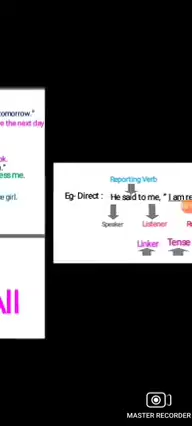 tomorrow."
e the next day
ok.
."
ess me.
e girl.
All
Reporting Verb
Eg- Direct : He said to me, " I am re
Speaker
Listener
Linker
Tense
MASTER RECORDER